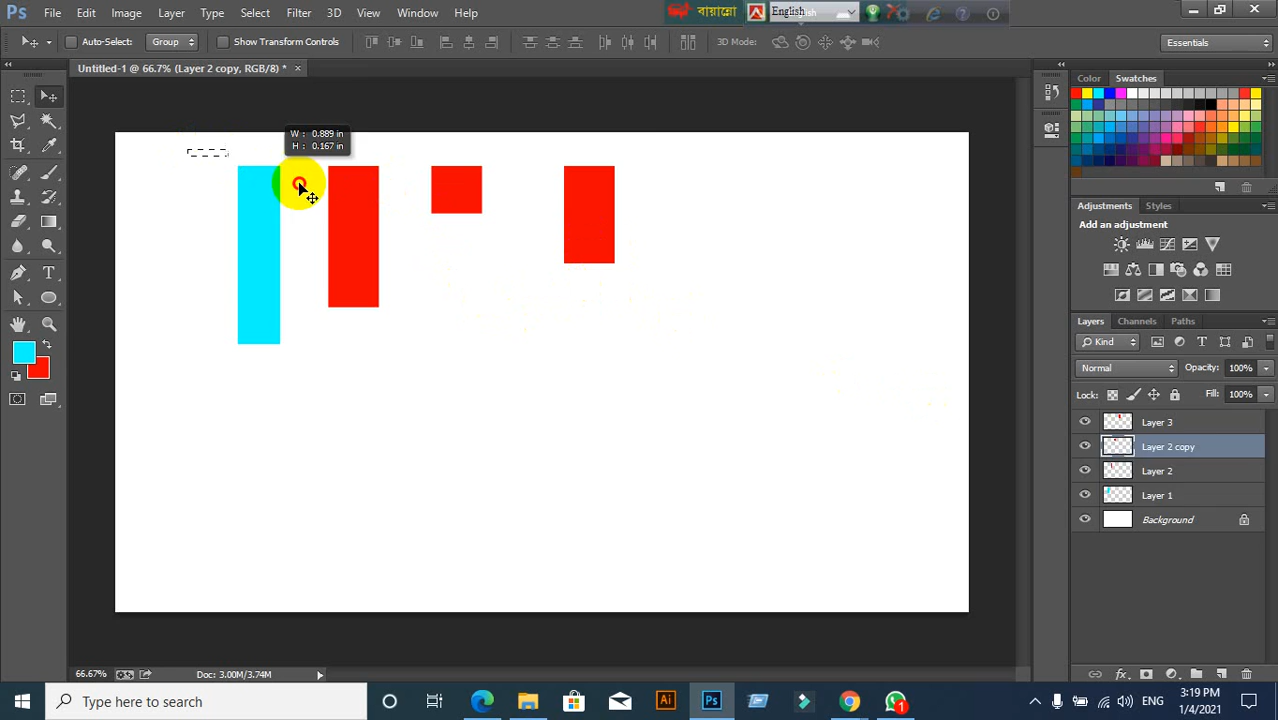 Ps File Edit Image Layer Type Select Filter 3D View Window Help
বায়ান্নো English
Auto-Select: Group Show Transform Controls 3D Mode: Essentials
Untitled-1 @ 66.7% (Layer 2 copy, RGB/8) * ×
Color Swatches
W : 0.889 in
H : 0.167 in
Adjustments Styles
Add an adjustment
Layers Channels Paths
Kind
Normal Opacity: 100%
Lock: Fill: 100%
Layer 3
Layer 2 copy
Layer 2
Layer 1
Background
66.67% Doc: 3.00M/3.74M
fx
Type here to search
Ai Ps 1 ENG
3:19 PM
1/4/2021